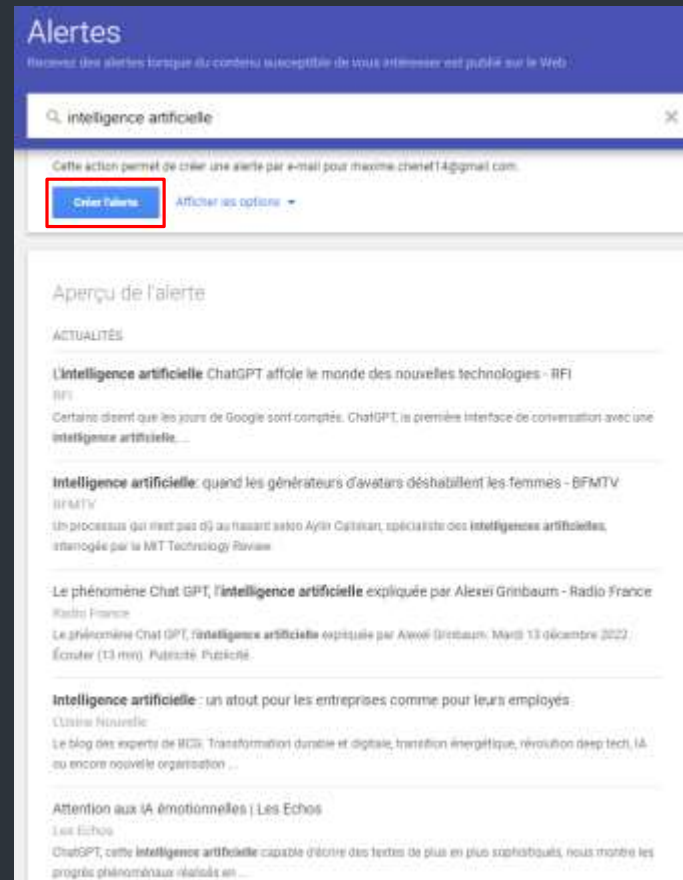 Alertes
Recevez des alertes lorsque du contenu susceptible de vous intéresser est publié sur le Web
intelligence artificielle
Cette action permet de créer une alerte par e-mail pour maxime.chenet14@gmail.com.
Créer l'alerte Afficher les options
Aperçu de l'alerte
ACTUALITÉS
L'intelligence artificielle ChatGPT affole le monde des nouvelles technologies - RFI
RFI
Certains disent que les jours de Google sont comptés. ChatGPT, la première interface de conversation avec une
intelligence artificielle, ...
Intelligence artificielle: quand les générateurs d'avatars déshabillent les femmes - BFMTV
BFMTV
Un processus qui n'est pas dû au hasard selon Aylin Caliskan, spécialiste des intelligences artificielles,
interrogée par la MIT Technology Review.
Le phénomène Chat GPT, l'intelligence artificielle expliquée par Alexeï Grinbaum - Radio France
Radio France
Le phénomène Chat GPT, l'intelligence artificielle expliquée par Alexeï Grinbaum. Mardi 13 décembre 2022.
Écouter (13 min). Publicité. Publicité.
Intelligence artificielle : un atout pour les entreprises comme pour leurs employés
L'Usine Nouvelle
Le blog des experts de BCG. Transformation durable et digitale, transition énergétique, révolution deep tech, IA
ou encore nouvelle organisation ...
Attention aux IA émotionnelles | Les Echos
Les Echos
ChatGPT, cette intelligence artificielle capable d'écrire des textes de plus en plus sophistiqués, nous montre les
progrès phénoménaux réalisés en ...